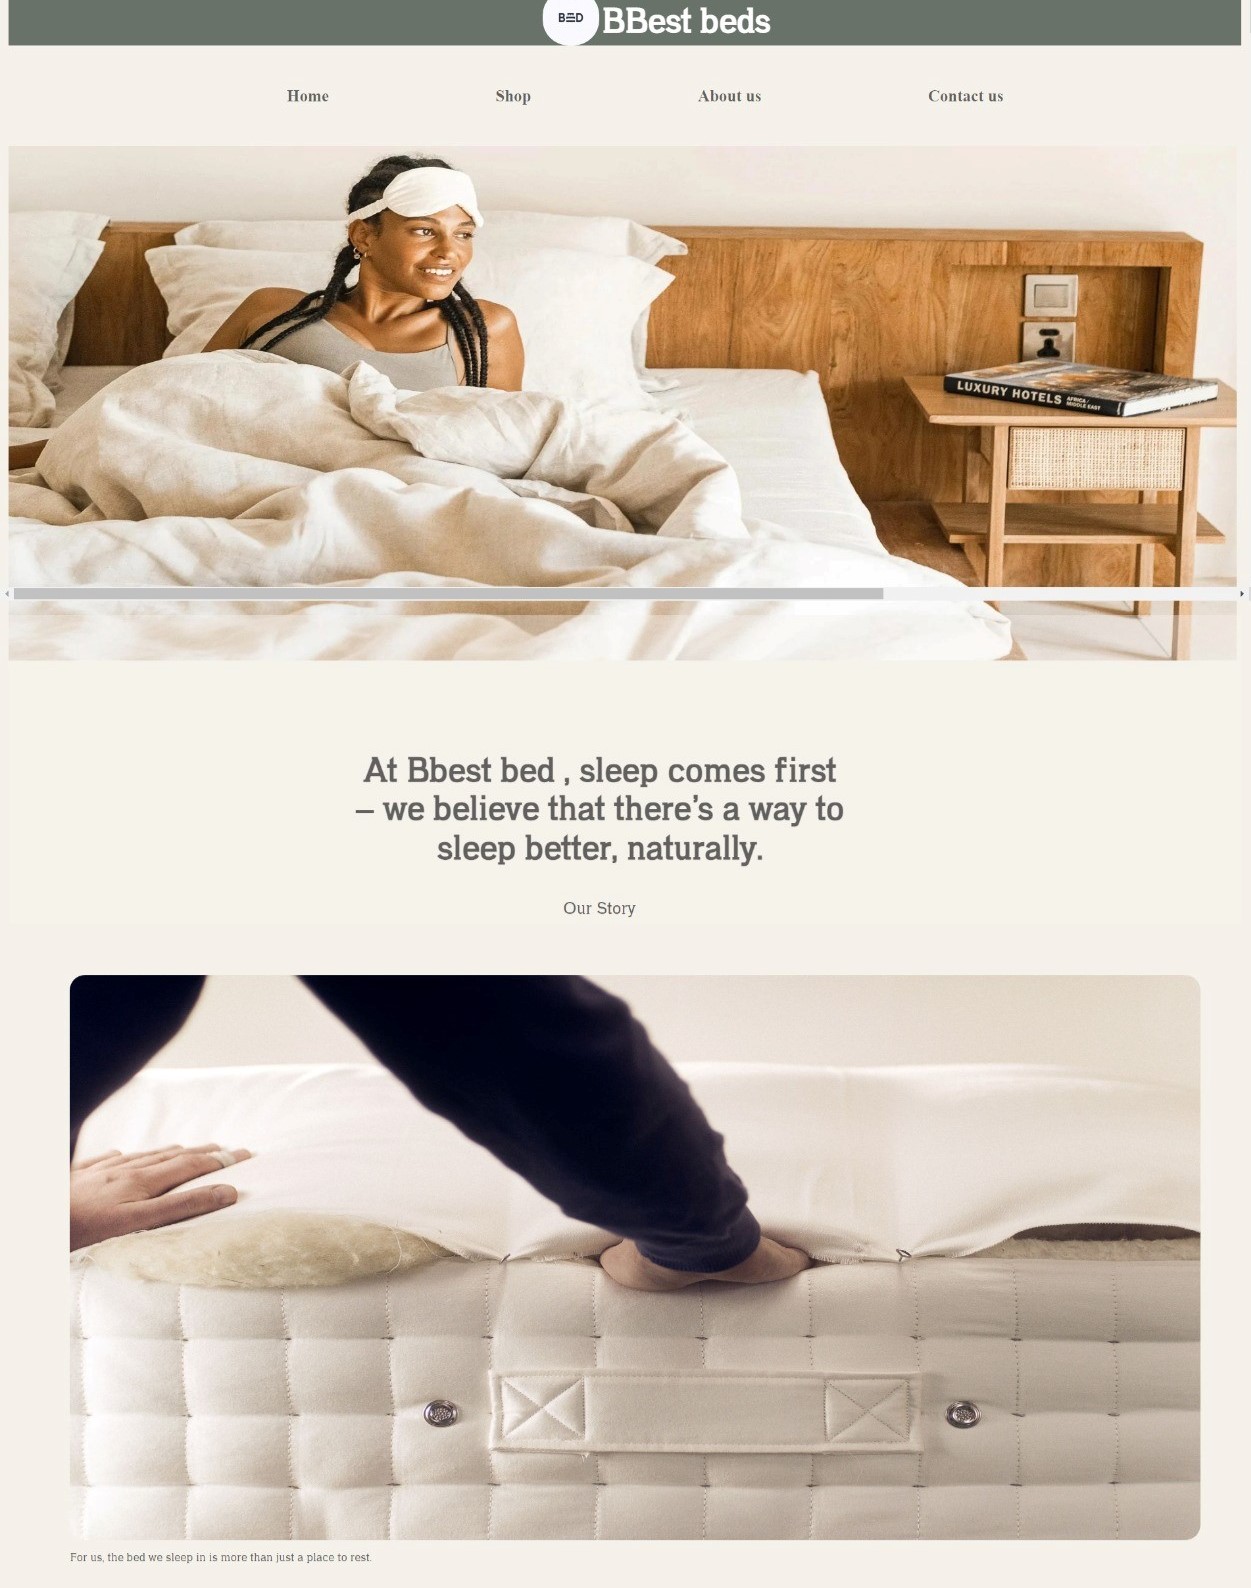 BED
BBest beds
Home
Shop
About us
Contact us
LUXURY HOTELS
AFRICA/
MIDDLE EAST
At Bbest bed , sleep comes first
– we believe that there’s a way to
sleep better, naturally.
Our Story
For us, the bed we sleep in is more than just a place to rest.